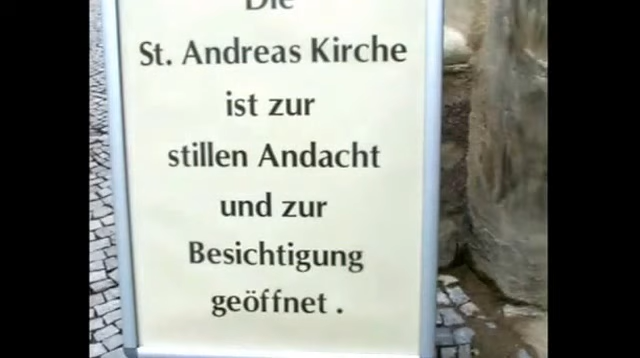 Die
St. Andreas Kirche
ist zur
stillen Andacht
und zur
Besichtigung
geöffnet .